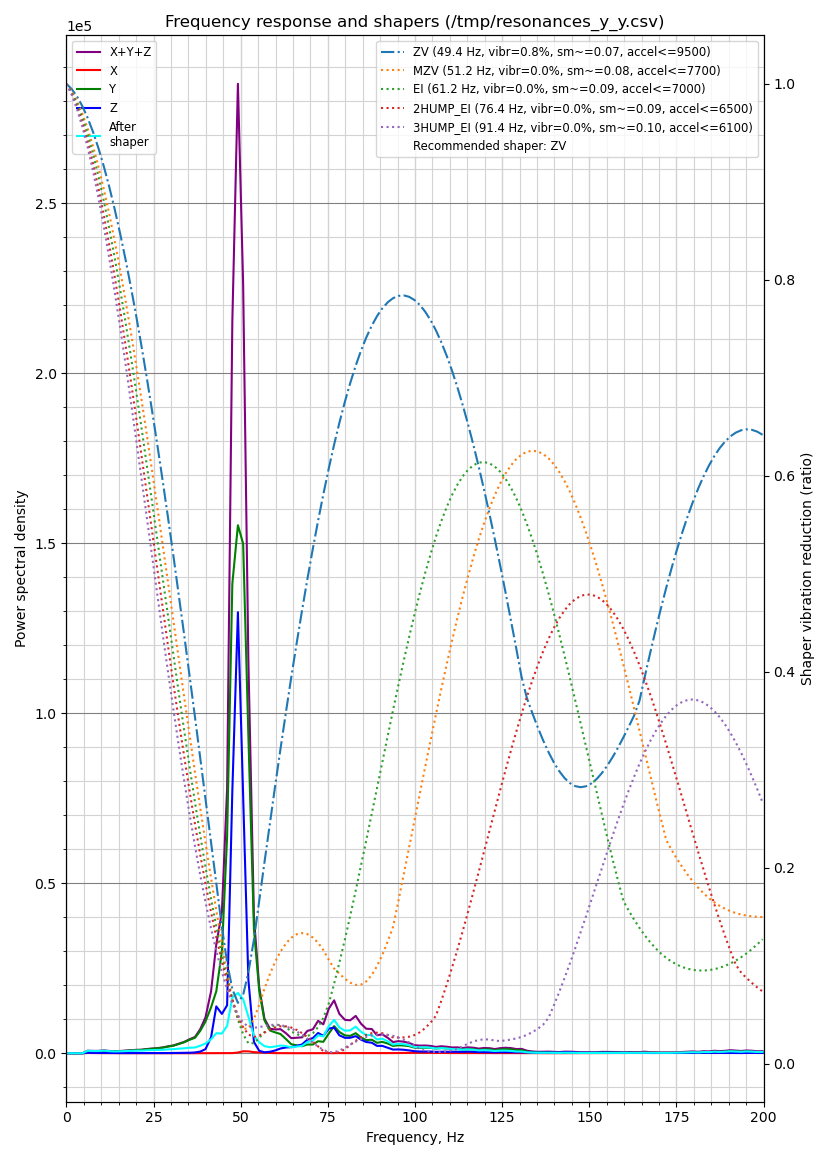 Frequency response and shapers (/tmp/resonances_y_y.csv)
1e5
X+Y+Z
X
Y
Z
After
shaper
ZV (49.4 Hz, vibr=0.8%, sm~=0.07, accel<=9500)
MZV (51.2 Hz, vibr=0.0%, sm~=0.08, accel<=7700)
EI (61.2 Hz, vibr=0.0%, sm~=0.09, accel<=7000)
2HUMP_EI (76.4 Hz, vibr=0.0%, sm~=0.09, accel<=6500)
3HUMP_EI (91.4 Hz, vibr=0.0%, sm~=0.10, accel<=6100)
Recommended shaper: ZV
2.5
2.0
1.5
1.0
0.5
0.0
Power spectral density
1.0
0.8
0.6
0.4
0.2
0.0
Shaper vibration reduction (ratio)
0 25 50 75 100 125 150 175 200
Frequency, Hz